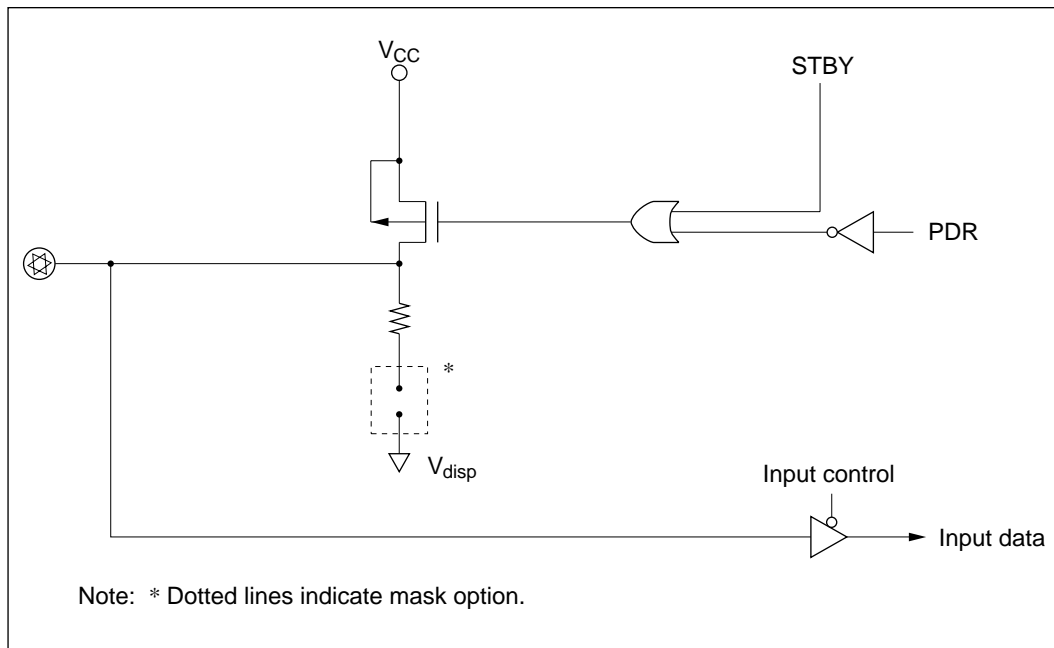 VCC
STBY
PDR
*
Vdisp
Input control
Input data
Note: * Dotted lines indicate mask option.